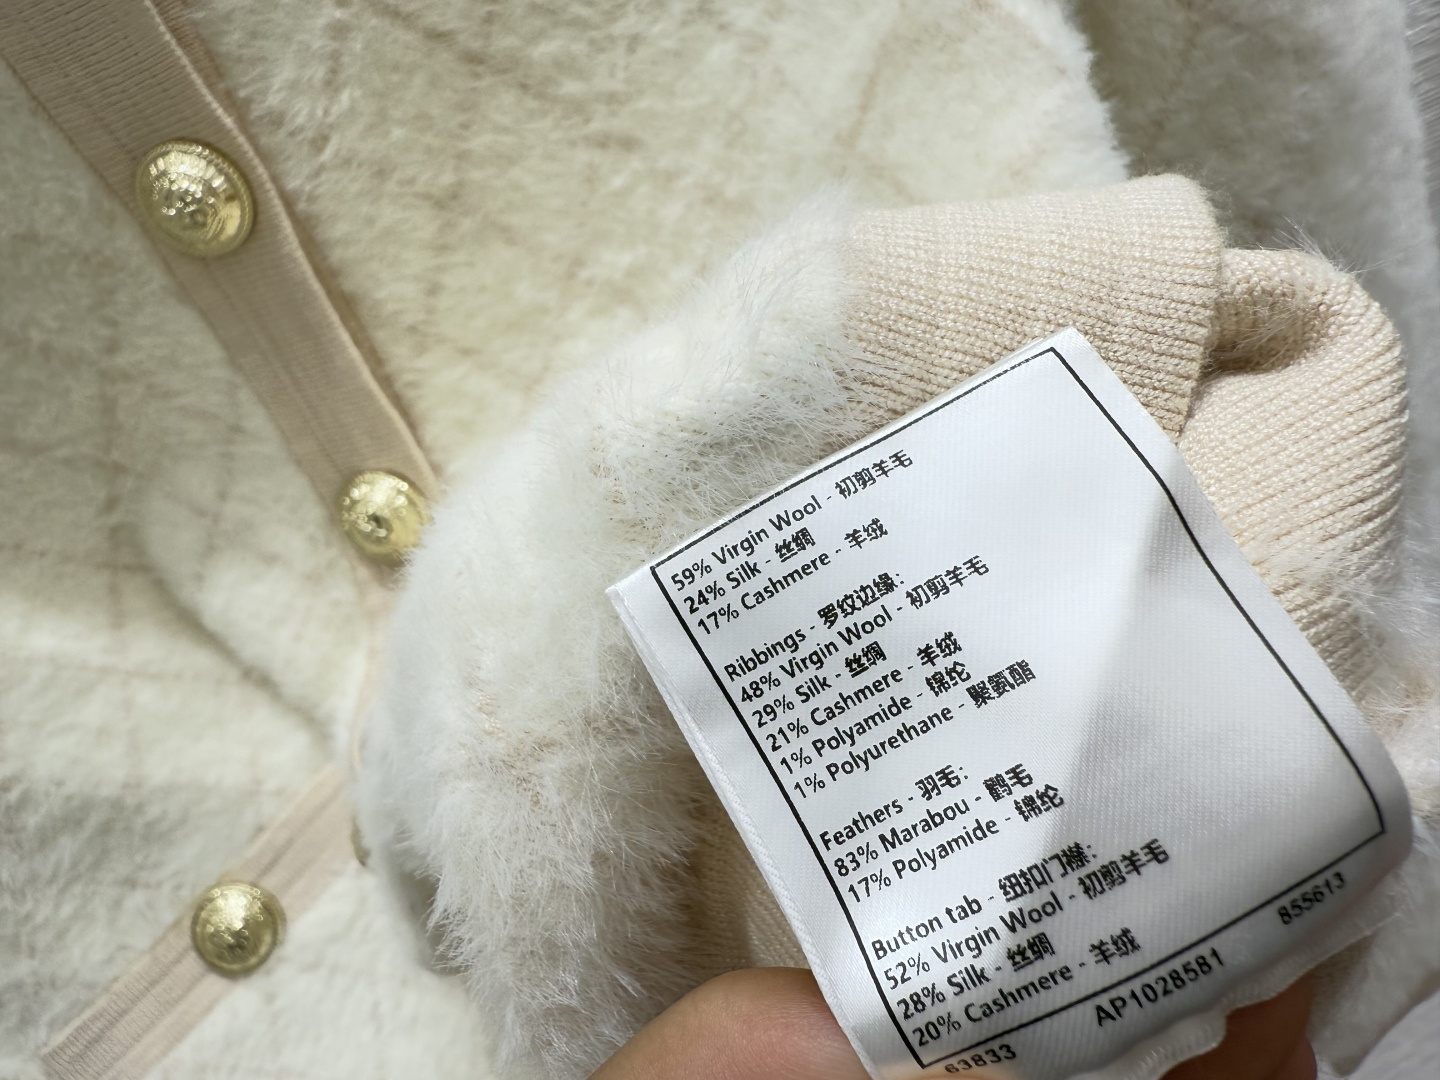 59% Virgin Wool - 初剪羊毛
24% Silk - 丝绸
17% Cashmere - 羊绒
Ribbings - 罗纹边缘:
48% Virgin Wool - 初剪羊毛
29% Silk - 丝绸
21% Cashmere - 羊绒
1% Polyamide - 锦纶
1% Polyurethane - 聚氨酯
Feathers - 羽毛:
83% Marabou - 鹳毛
17% Polyamide - 锦纶
Button tab - 纽扣门襟:
52% Virgin Wool - 初剪羊毛
28% Silk - 丝绸
20% Cashmere - 羊绒
63833 AP1028581 855613